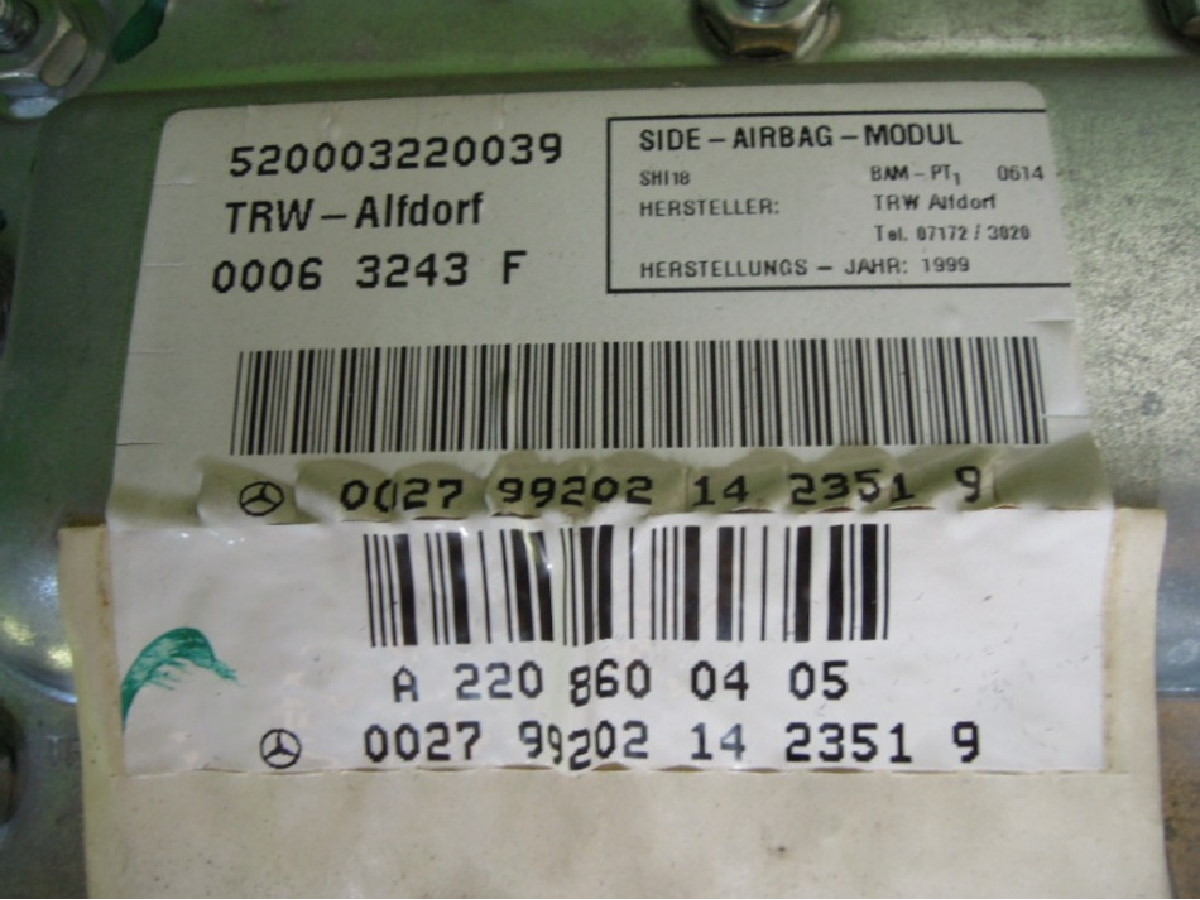 520003220039
TRW – Alfdorf
0006 3243 F
SIDE – AIRBAG – MODUL
SHI18 BAM – PT1 0614
HERSTELLER: TRW Alfdorf
Tel. 07172 / 3020
HERSTELLUNGS – JAHR: 1999
0027 99202 14 2351 9
A 220 860 04 05
0027 99202 14 2351 9